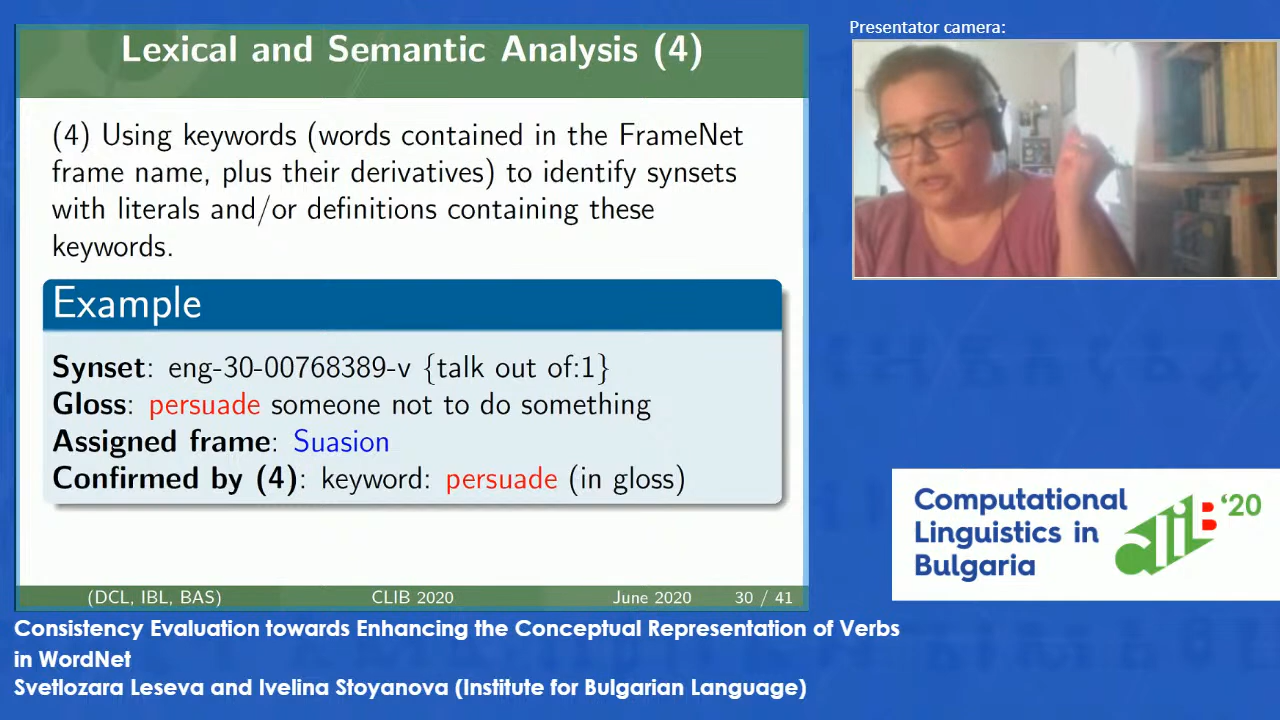 Lexical and Semantic Analysis (4)
Presentator camera:
(4) Using keywords (words contained in the FrameNet
frame name, plus their derivatives) to identify synsets
with literals and/or definitions containing these
keywords.
Example
Synset: eng-30-00768389-v {talk out of:1}
Gloss: persuade someone not to do something
Assigned frame: Suasion
Confirmed by (4): keyword: persuade (in gloss)
(DCL, IBL, BAS) CLIB 2020 June 2020 30 / 41
Computational
Linguistics in
Bulgaria
CLIB '20
Consistency Evaluation towards Enhancing the Conceptual Representation of Verbs
in WordNet
Svetlozara Leseva and Ivelina Stoyanova (Institute for Bulgarian Language)